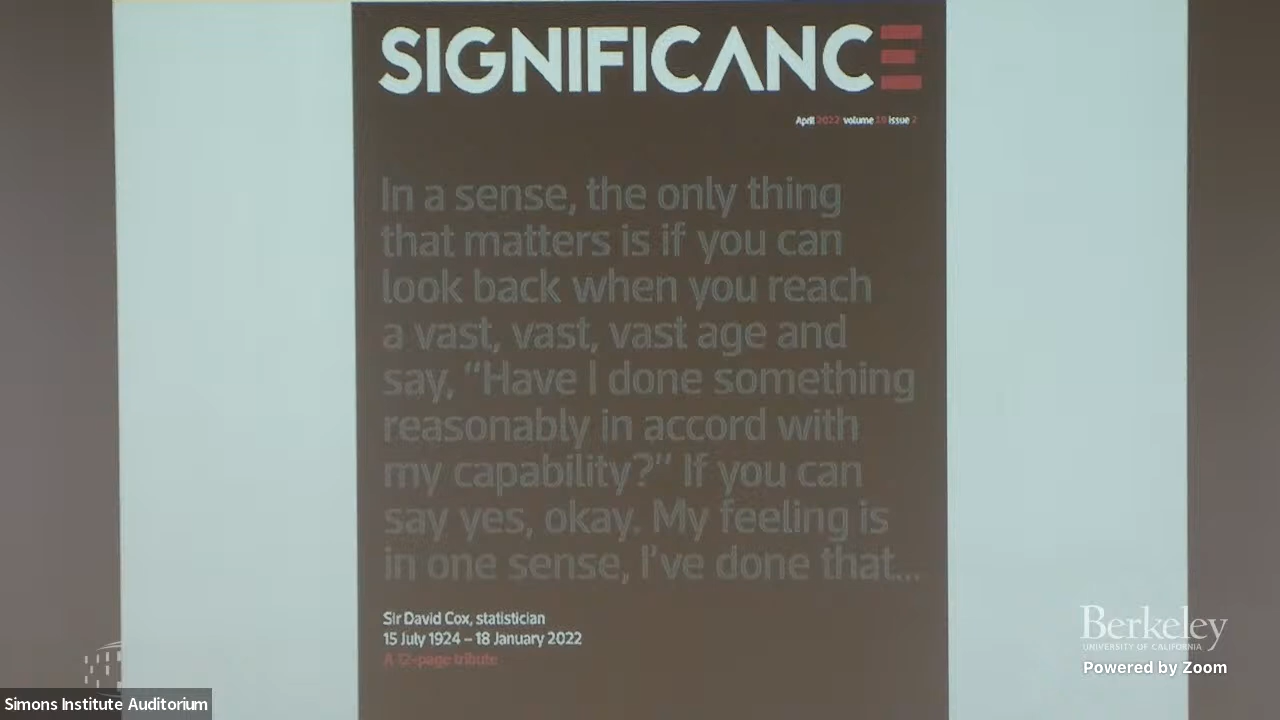 SIGNIFICANCE
April 2022 volume 19 issue 2
In a sense, the only thing
that matters is if you can
look back when you reach
a vast, vast, vast age and
say, “Have I done something
reasonably in accord with
my capability?” If you can
say yes, okay. My feeling is
in one sense, I’ve done that...
Sir David Cox, statistician
15 July 1924 – 18 January 2022
A 12-page tribute
Berkeley
UNIVERSITY OF CALIFORNIA
Powered by Zoom
Simons Institute Auditorium